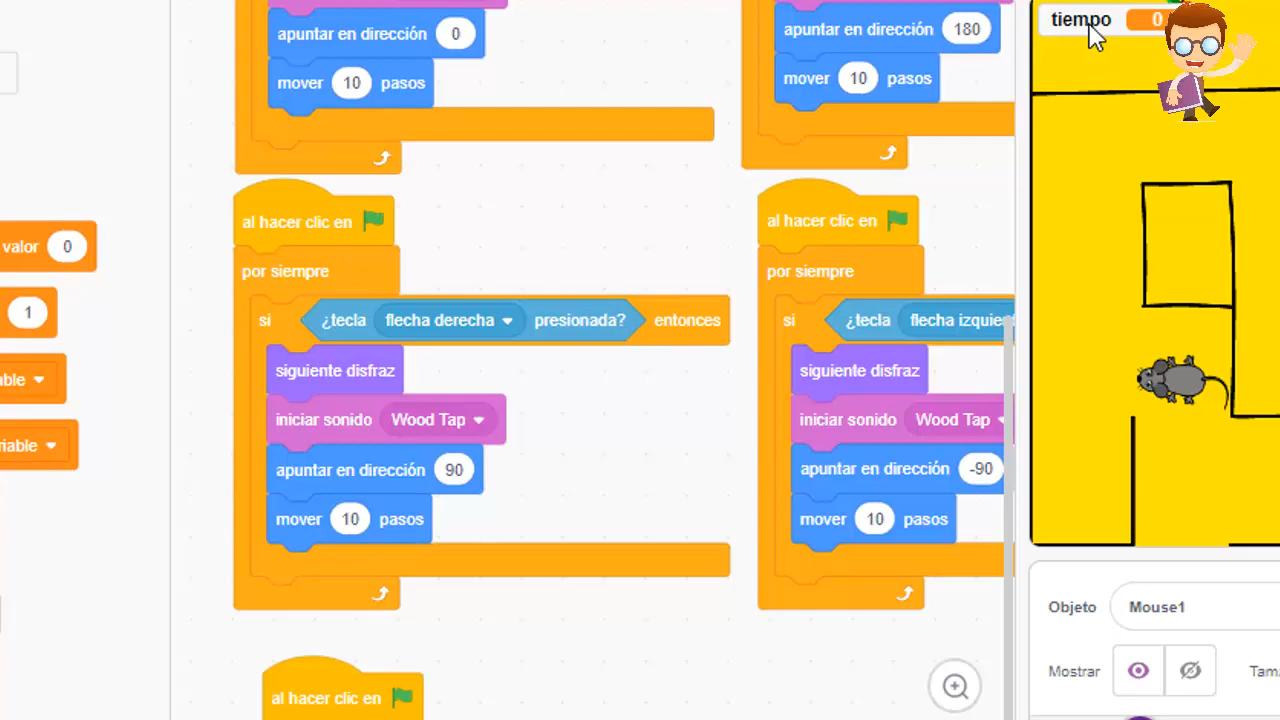 apuntar en dirección 0
mover 10 pasos
apuntar en dirección 180
mover 10 pasos
valor 0
1
al hacer clic en
por siempre
si ¿tecla flecha derecha presionada? entonces
siguiente disfraz
iniciar sonido Wood Tap
apuntar en dirección 90
mover 10 pasos
al hacer clic en
por siempre
si ¿tecla flecha
siguiente disfraz
iniciar sonido Wood Tap
apuntar en dirección -90
mover 10 pasos
al hacer clic en
tiempo 0
Objeto Mouse1
Mostrar